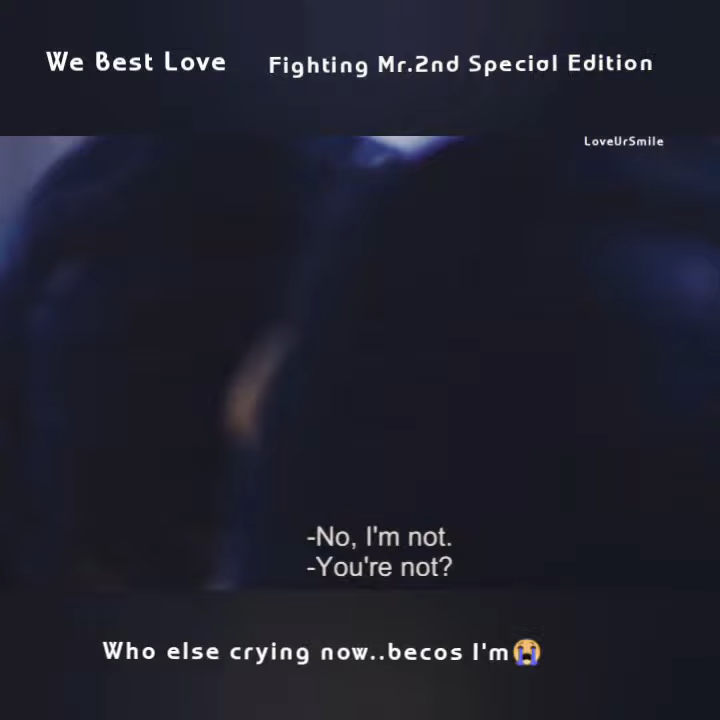 We Best Love Fighting Mr.2nd Special Edition
LoveUrSmile
-No, I'm not.
-You're not?
Who else crying now..becos I'm😭